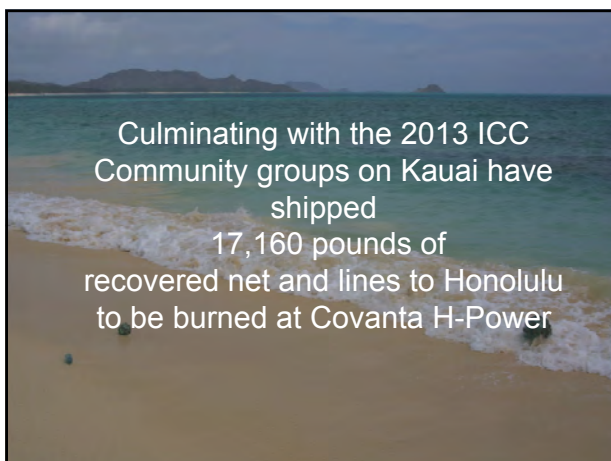 Culminating with the 2013 ICC
Community groups on Kauai have
shipped
17,160 pounds of
recovered net and lines to Honolulu
to be burned at Covanta H-Power